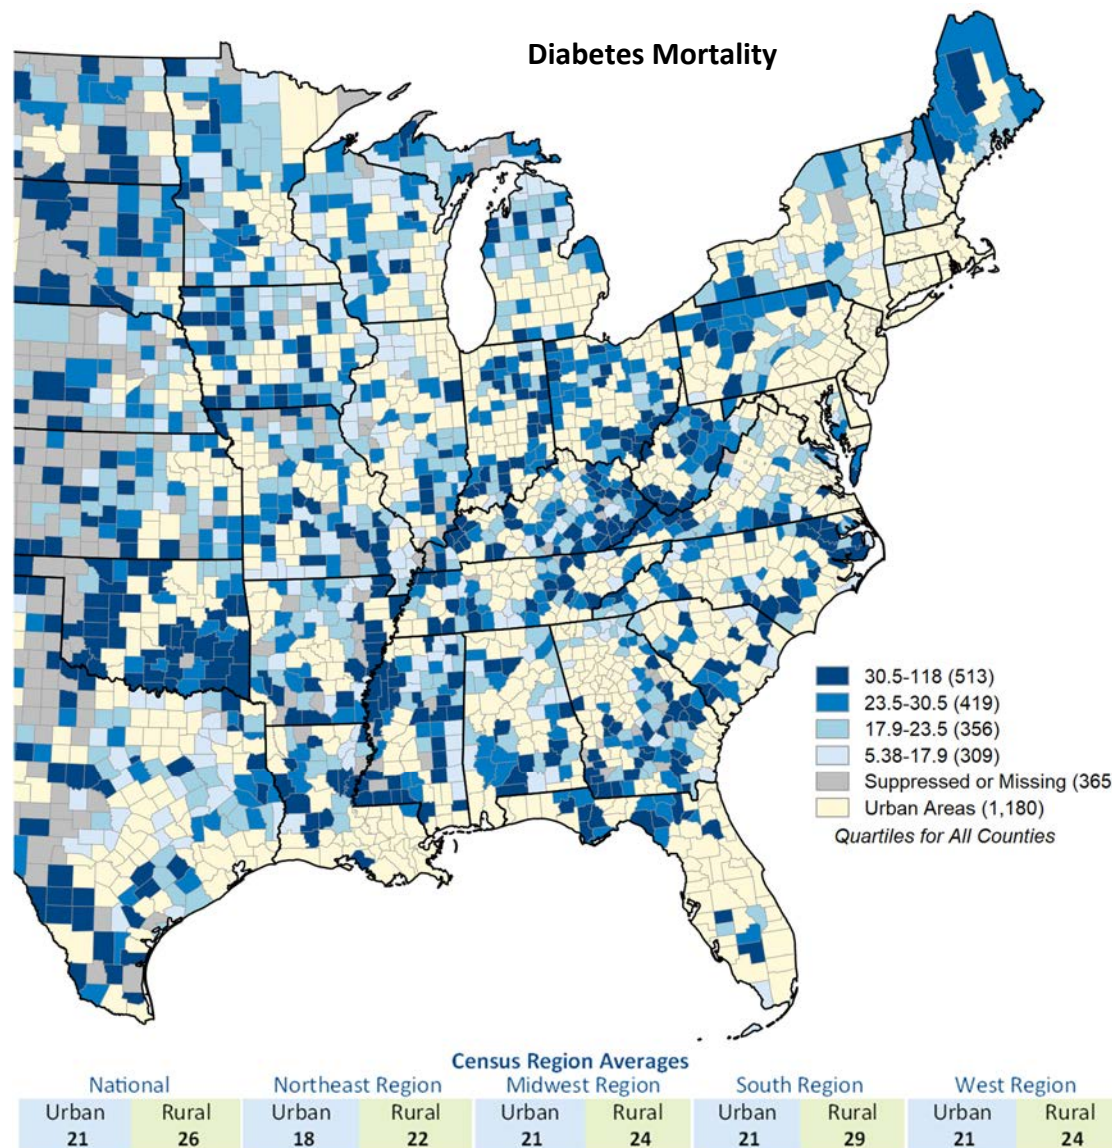 Diabetes Mortality
30.5-118 (513)
23.5-30.5 (419)
17.9-23.5 (356)
5.38-17.9 (309)
Suppressed or Missing (365
Urban Areas (1,180)
Quartiles for All Counties
Census Region Averages
National Northeast Region Midwest Region South Region West Region
Urban Rural Urban Rural Urban Rural Urban Rural Urban Rural
21 26 18 22 21 24 21 29 21 24